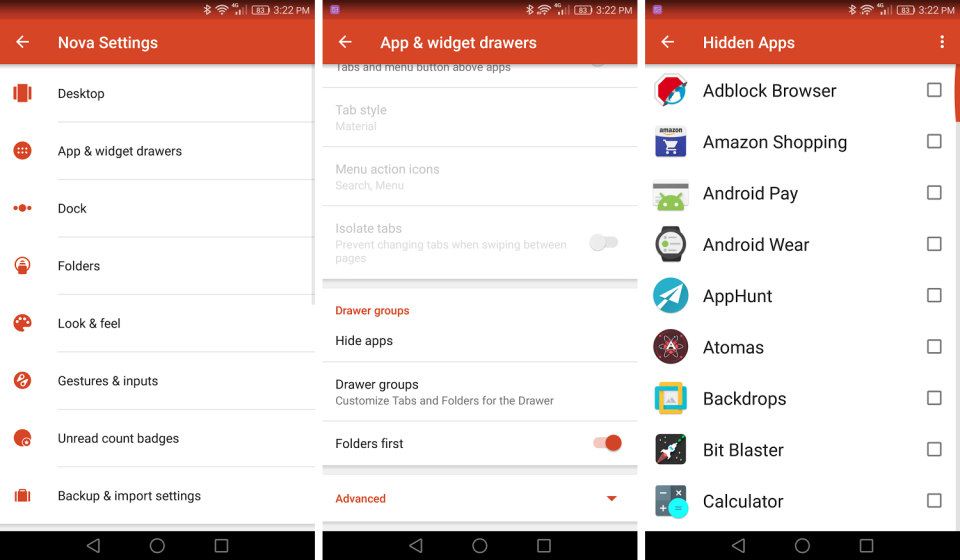 4G 83 3:22 PM
Nova Settings
Desktop
App & widget drawers
Dock
Folders
Look & feel
Gestures & inputs
Unread count badges
Backup & import settings
4G 83 3:22 PM
App & widget drawers
Tabs and menu button above apps
Tab style
Material
Menu action icons
Search, Menu
Isolate tabs
Prevent changing tabs when swiping between
pages
Drawer groups
Hide apps
Drawer groups
Customize Tabs and Folders for the Drawer
Folders first
Advanced
4G 83 3:22 PM
Hidden Apps
Adblock Browser
amazon
Amazon Shopping
Android Pay
Android Wear
AppHunt
Atomas
Backdrops
Bit Blaster
Calculator